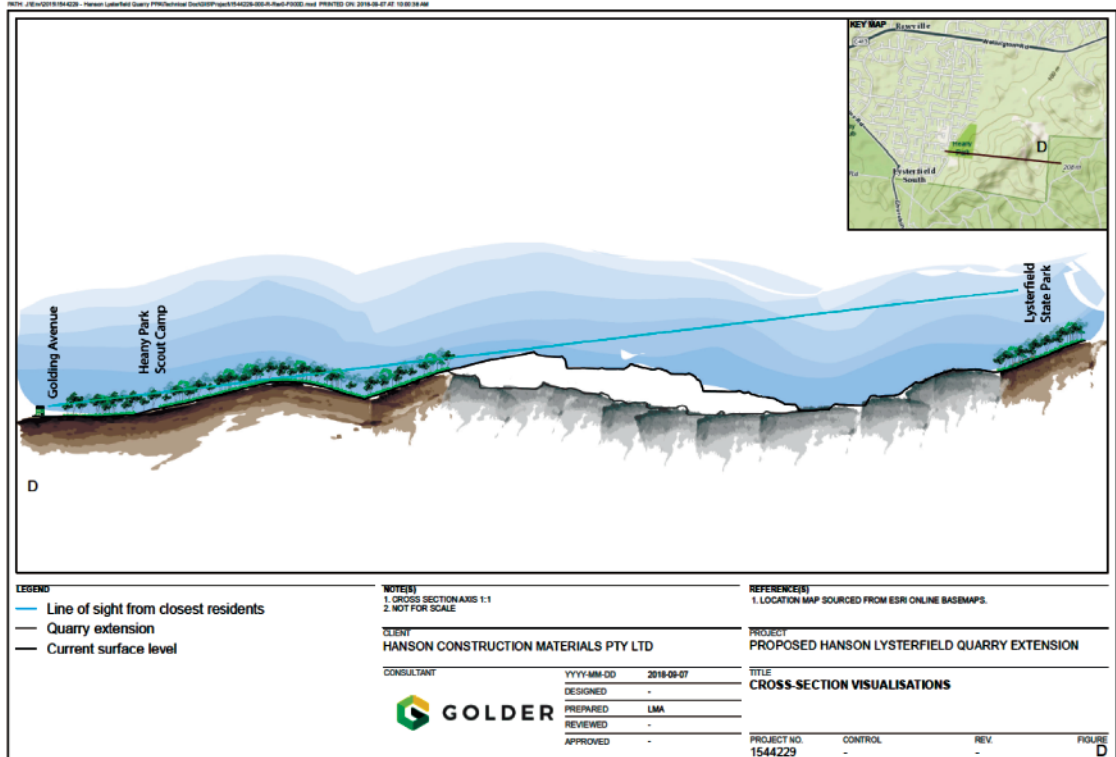 KEY MAP
Rowville
Heany
Lysterfield
South
D
Golding Avenue
Heany Park
Scout Camp
Lysterfield
State Park
D
LEGEND
Line of sight from closest residents
Quarry extension
Current surface level
NOTE(S)
1. CROSS SECTION AXIS 1:1
2. NOT FOR SCALE
REFERENCE(S)
1. LOCATION MAP SOURCED FROM ESRI ONLINE BASEMAPS.
CLIENT
HANSON CONSTRUCTION MATERIALS PTY LTD
PROJECT
PROPOSED HANSON LYSTERFIELD QUARRY EXTENSION
CONSULTANT
GOLDER
YYYY-MM-DD 2018-09-07
DESIGNED -
PREPARED LMA
REVIEWED -
APPROVED -
TITLE
CROSS-SECTION VISUALISATIONS
PROJECT NO. CONTROL REV. FIGURE
1544229 - - D